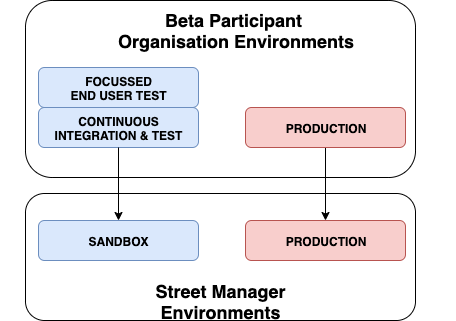 Beta Participant
Organisation Environments
FOCUSSED
END USER TEST
CONTINUOUS
INTEGRATION & TEST
PRODUCTION
SANDBOX
PRODUCTION
Street Manager
Environments